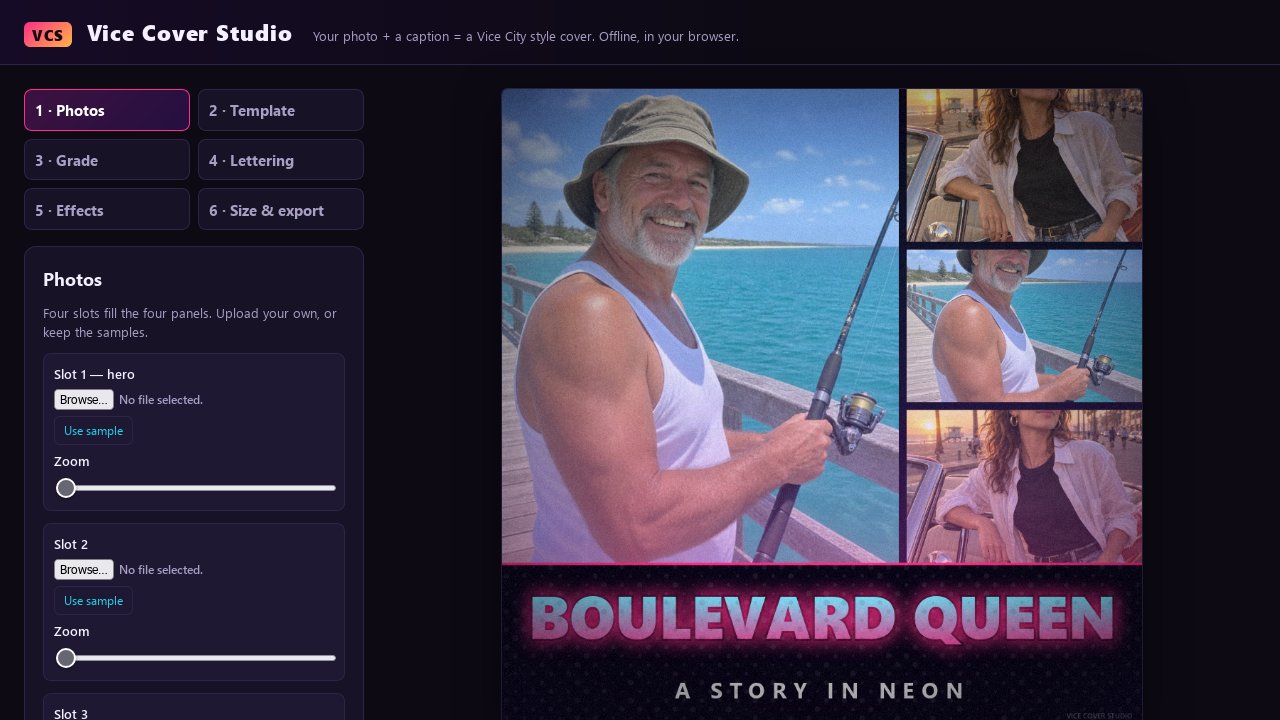 VCS Vice Cover Studio Your photo + a caption = a Vice City style cover. Offline, in your browser.
1 · Photos
2 · Template
3 · Grade
4 · Lettering
5 · Effects
6 · Size & export
Photos
Four slots fill the four panels. Upload your own, or
keep the samples.
Slot 1 — hero
Browse... No file selected.
Use sample
Zoom
Slot 2
Browse... No file selected.
Use sample
Zoom
Slot 3
BOULEVARD QUEEN
A STORY IN NEON
VICE COVER STUDIO